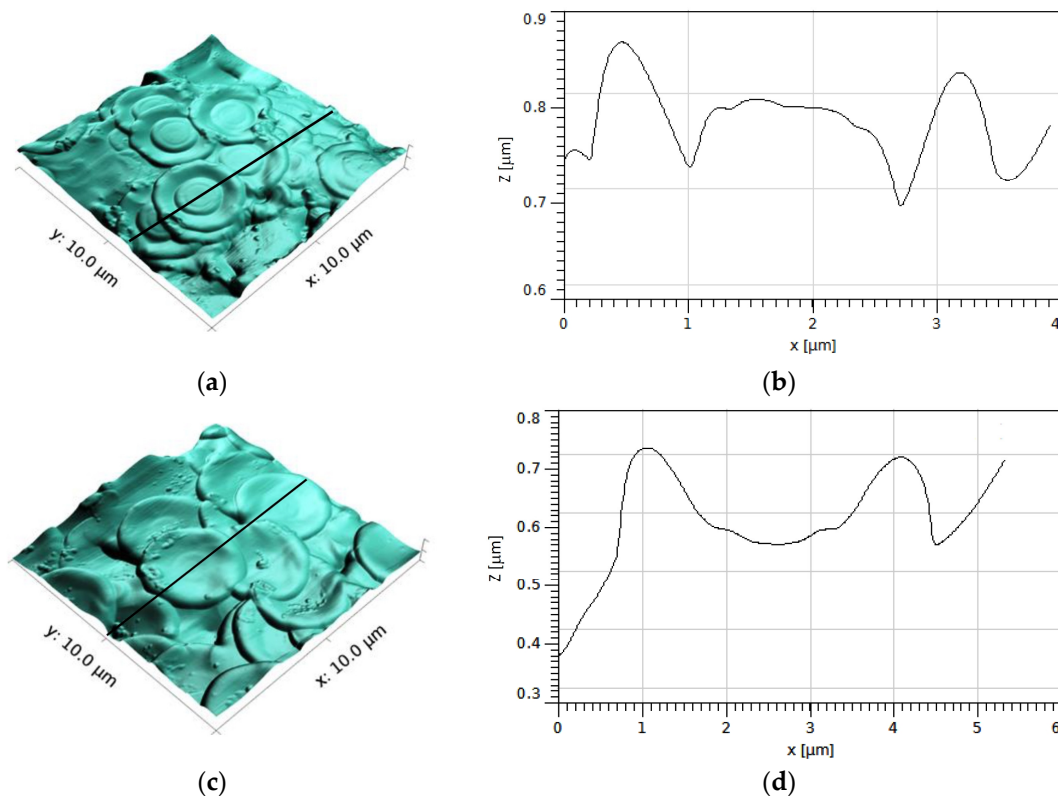 y: 10.0 µm
x: 10.0 µm
(a)
0.9
0.8
0.7
0.6
Z [µm]
0 1 2 3 4
x [µm]
(b)
y: 10.0 µm
x: 10.0 µm
(c)
0.8
0.7
0.6
0.5
0.4
0.3
Z [µm]
0 1 2 3 4 5 6
x [µm]
(d)